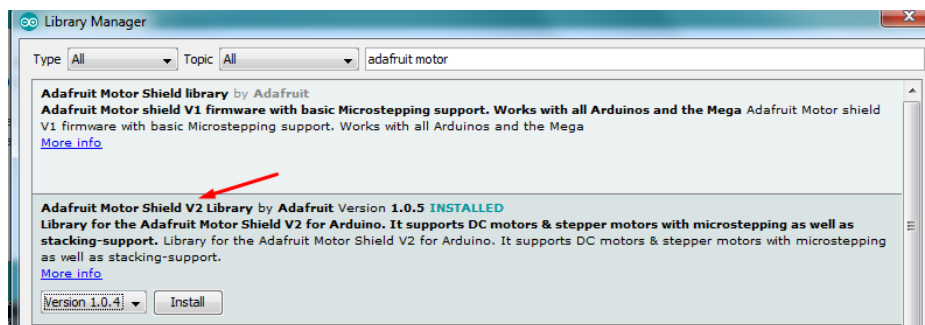 Library Manager
Type All Topic All adafruit motor
Adafruit Motor Shield library by Adafruit
Adafruit Motor shield V1 firmware with basic Microstepping support. Works with all Arduinos and the Mega Adafruit Motor shield
V1 firmware with basic Microstepping support. Works with all Arduinos and the Mega
More info
Adafruit Motor Shield V2 Library by Adafruit Version 1.0.5 INSTALLED
Library for the Adafruit Motor Shield V2 for Arduino. It supports DC motors & stepper motors with microstepping as well as
stacking-support. Library for the Adafruit Motor Shield V2 for Arduino. It supports DC motors & stepper motors with microstepping
as well as stacking-support.
More info
Version 1.0.4 Install